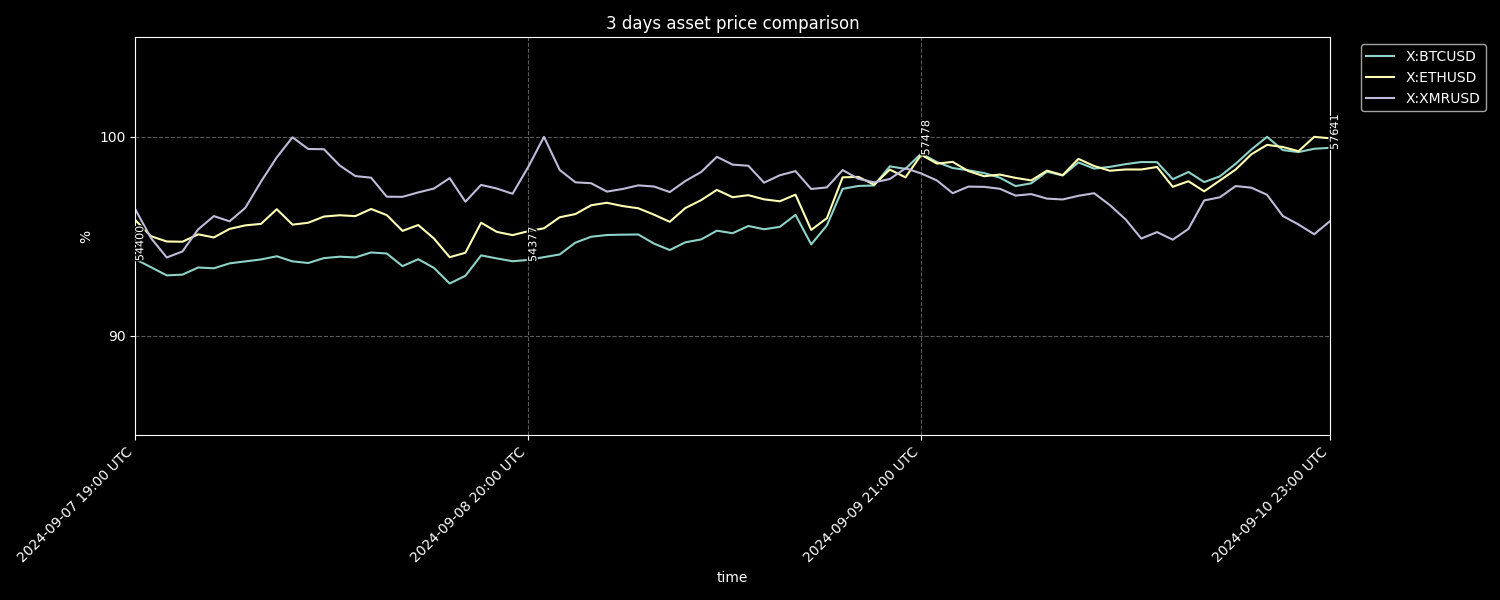 3 days asset price comparison
X:BTCUSD
X:ETHUSD
X:XMRUSD
100
90
%
54400
54377
57478
57641
2024-09-07 19:00 UTC
2024-09-08 20:00 UTC
2024-09-09 21:00 UTC
2024-09-10 23:00 UTC
time